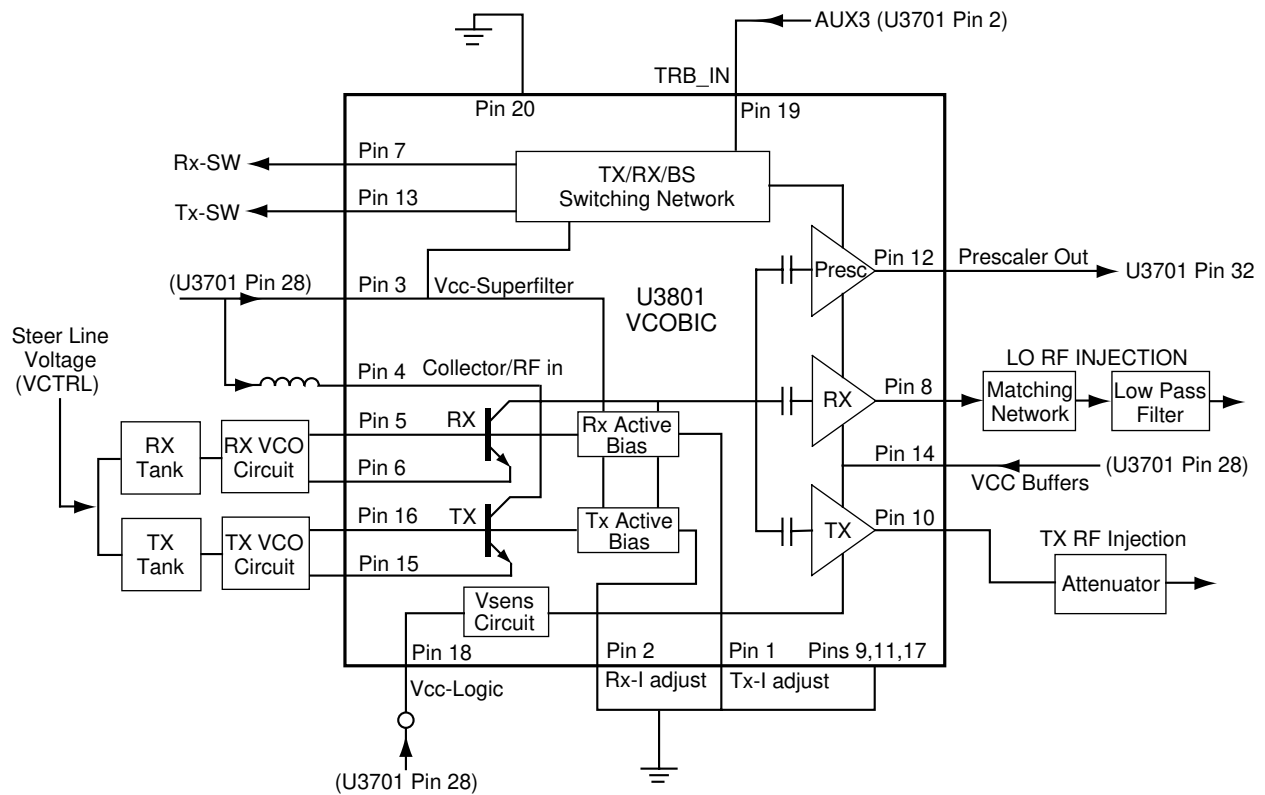 AUX3 (U3701 Pin 2)
TRB_IN
Pin 20
Pin 19
Rx-SW
Pin 7
TX/RX/BS
Switching Network
Tx-SW
Pin 13
Presc
Pin 12
Prescaler Out
U3701 Pin 32
(U3701 Pin 28)
Pin 3
Vcc-Superfilter
U3801
VCOBIC
Steer Line
Voltage
(VCTRL)
Pin 4
Collector/RF in
LO RF INJECTION
RX
Pin 8
Matching
Network
Low Pass
Filter
RX
Tank
RX VCO
Circuit
Pin 5
RX
Rx Active
Bias
Pin 6
Pin 14
VCC Buffers
(U3701 Pin 28)
TX
Tank
TX VCO
Circuit
Pin 16
TX
Tx Active
Bias
Pin 15
TX
Pin 10
TX RF Injection
Attenuator
Vsens
Circuit
Pin 18
Pin 2
Pin 1
Pins 9,11,17
Vcc-Logic
Rx-I adjust
Tx-I adjust
(U3701 Pin 28)